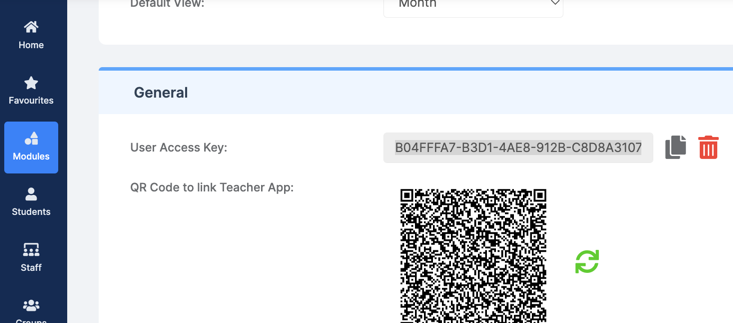 Default View:
Month
Home
Favourites
Modules
Students
Staff
Groups
General
User Access Key:
B04FFFA7-B3D1-4AE8-912B-C8D8A3107
QR Code to link Teacher App: